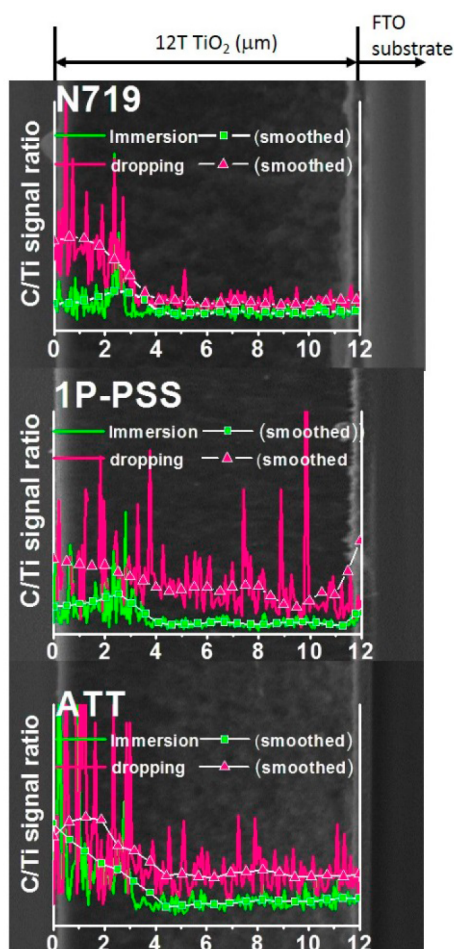 12T TiO₂ (μm)
FTO
substrate
N719
Immersion (smoothed)
dropping (smoothed)
C/Ti signal ratio
0 2 4 6 8 10 12
1P-PSS
Immersion (smoothed))
dropping (smoothed
C/Ti signal ratio
0 2 4 6 8 10 12
ATT
Immersion (smoothed)
dropping (smoothed)
C/Ti signal ratio
0 2 4 6 8 10 12